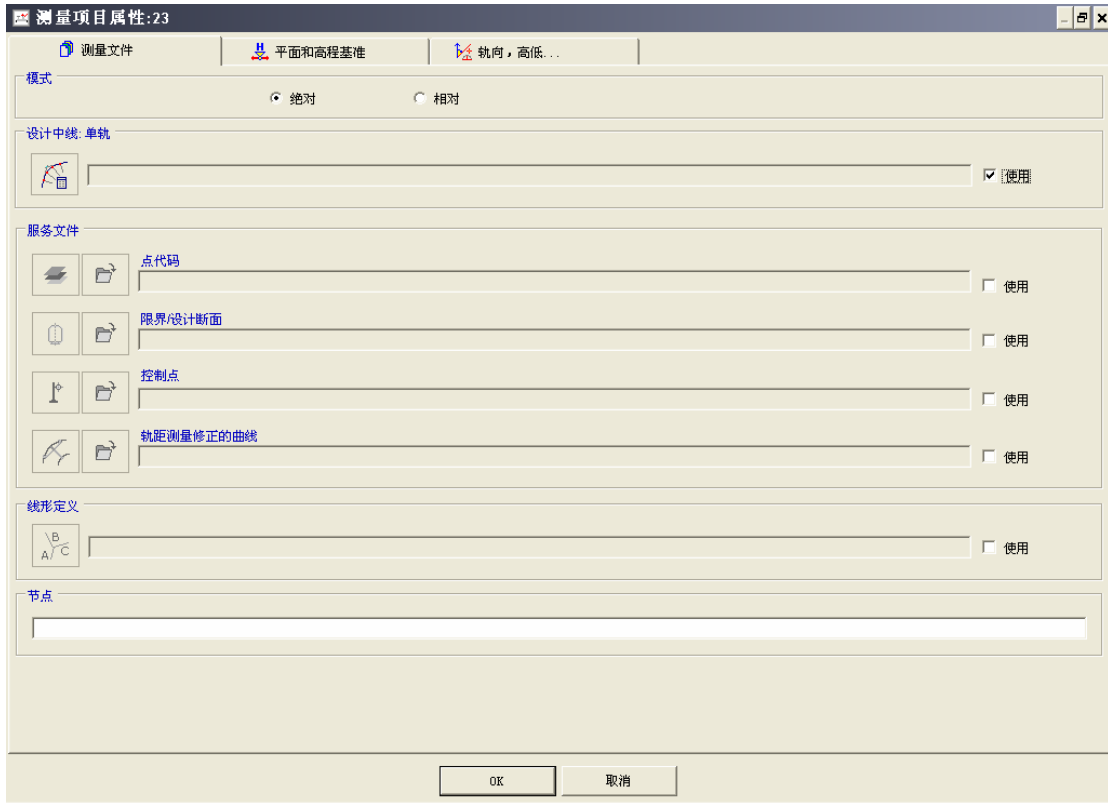 测量项目属性:23
测量文件
平面和高程基准
轨向，高低...
模式
绝对
相对
设计中线: 单轨
使用
服务文件
点代码
使用
限界/设计断面
使用
控制点
使用
轨距测量修正的曲线
使用
线形定义
A B C
使用
节点
OK
取消